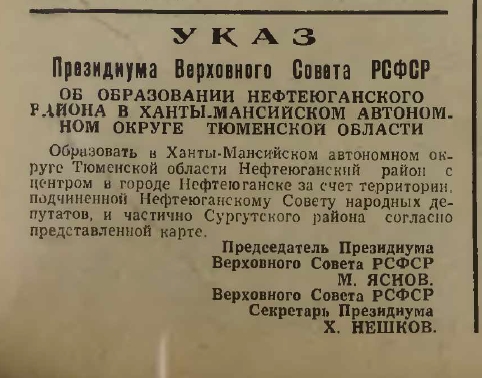 УКАЗ
Президиума Верховного Совета РСФСР
ОБ ОБРАЗОВАНИИ НЕФТЕЮГАНСКОГО
РАЙОНА В ХАНТЫ-МАНСИЙСКОМ АВТОНОМ-
НОМ ОКРУГЕ ТЮМЕНСКОЙ ОБЛАСТИ
Образовать в Ханты-Мансийском автономном ок-
руге Тюменской области Нефтеюганский район с
центром в городе Нефтеюганске за счет территории,
подчиненной Нефтеюганскому Совету народных де-
путатов, и частично Сургутского района согласно
представленной карте.
Председатель Президиума
Верховного Совета РСФСР
М. ЯСНОВ.
Верховного Совета РСФСР
Секретарь Президиума
Х. НЕШКОВ.